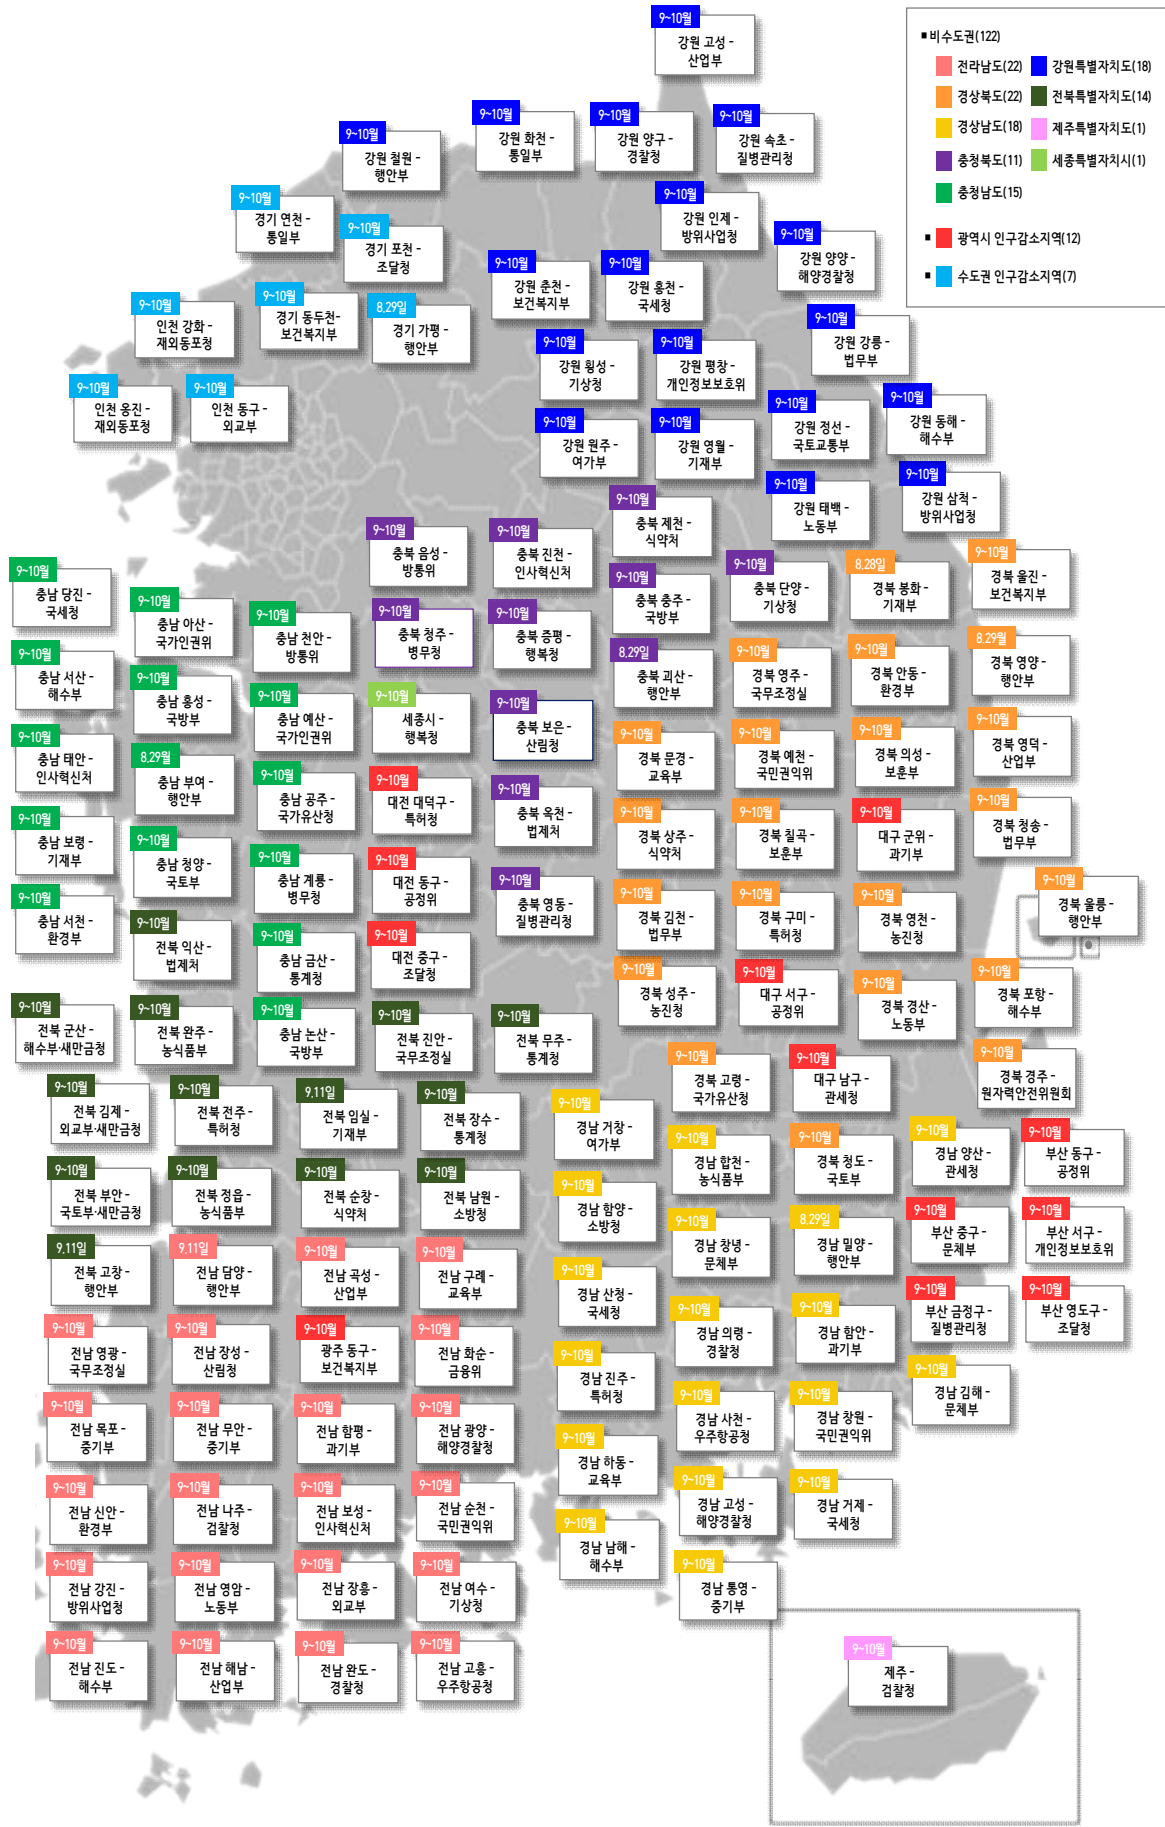 ■ 비수도권(122)
전라남도(22)
강원특별자치도(18)
경상북도(22)
전북특별자치도(14)
경상남도(18)
제주특별자치도(1)
충청북도(11)
세종특별자치시(1)
충청남도(15)
■ 광역시 인구감소지역(12)
■ 수도권 인구감소지역(7)
9~10월
강원 고성 -
산업부
9~10월
강원 화천 -
통일부
9~10월
강원 양구 -
경찰청
9~10월
강원 속초 -
질병관리청
9~10월
강원 철원 -
행안부
9~10월
경기 연천 -
통일부
9~10월
경기 포천 -
조달청
9~10월
강원 인제 -
방위사업청
9~10월
강원 양양 -
해양경찰청
9~10월
강원 춘천 -
보건복지부
9~10월
강원 홍천 -
국세청
9~10월
인천 강화 -
재외동포청
9~10월
경기 동두천-
보건복지부
8.29일
경기 가평 -
행안부
9~10월
강원 강릉 -
법무부
9~10월
강원 횡성 -
기상청
9~10월
강원 평창 -
개인정보보호위
9~10월
인천 옹진 -
재외동포청
9~10월
인천 동구 -
외교부
9~10월
강원 원주 -
여가부
9~10월
강원 영월 -
기재부
9~10월
강원 정선 -
국토교통부
9~10월
강원 동해 -
해수부
9~10월
강원 태백 -
노동부
9~10월
강원 삼척 -
방위사업청
9~10월
충북 제천 -
식약처
9~10월
충북 음성 -
방통위
9~10월
충북 진천 -
인사혁신처
9~10월
충북 충주 -
국방부
9~10월
충북 단양 -
기상청
8.28일
경북 봉화 -
기재부
9~10월
경북 울진 -
보건복지부
9~10월
충남 당진 -
국세청
9~10월
충남 아산 -
국가인권위
9~10월
충남 천안 -
방통위
9~10월
충북 청주 -
병무청
9~10월
충북 증평 -
행복청
8.29일
충북 괴산 -
행안부
9~10월
경북 영주 -
국무조정실
9~10월
경북 안동 -
환경부
8.29일
경북 영양 -
행안부
9~10월
충남 서산 -
해수부
9~10월
충남 홍성 -
국방부
9~10월
충남 예산 -
국가인권위
9~10월
세종시 -
행복청
9~10월
충북 보은 -
산림청
9~10월
경북 문경 -
교육부
9~10월
경북 예천 -
국민권익위
9~10월
경북 의성 -
보훈부
9~10월
경북 영덕 -
산업부
9~10월
충남 태안 -
인사혁신처
8.29일
충남 부여 -
행안부
9~10월
충남 공주 -
국가유산청
9~10월
대전 대덕구 -
특허청
9~10월
충북 옥천 -
법제처
9~10월
경북 상주 -
식약처
9~10월
경북 칠곡 -
보훈부
9~10월
대구 군위 -
과기부
9~10월
경북 청송 -
법무부
9~10월
충남 보령 -
기재부
9~10월
충남 청양 -
국토부
9~10월
충남 계룡 -
병무청
9~10월
대전 동구 -
공정위
9~10월
충북 영동 -
질병관리청
9~10월
경북 김천 -
법무부
9~10월
경북 구미 -
특허청
9~10월
경북 영천 -
농진청
9~10월
경북 울릉 -
행안부
9~10월
충남 서천 -
환경부
9~10월
전북 익산 -
법제처
9~10월
충남 금산 -
통계청
9~10월
대전 중구 -
조달청
9~10월
경북 성주 -
농진청
9~10월
대구 서구 -
공정위
9~10월
경북 경산 -
노동부
9~10월
경북 포항 -
해수부
9~10월
전북 군산 -
해수부·새만금청
9~10월
전북 완주 -
농식품부
9~10월
충남 논산 -
국방부
9~10월
전북 진안 -
국무조정실
9~10월
전북 무주 -
통계청
9~10월
경북 고령 -
국가유산청
9~10월
대구 남구 -
관세청
9~10월
경북 경주 -
원자력안전위원회
9~10월
전북 김제 -
외교부·새만금청
9~10월
전북 전주 -
특허청
9.11일
전북 임실 -
기재부
9~10월
전북 장수 -
통계청
9~10월
경남 거창 -
여가부
9~10월
경남 합천 -
농식품부
9~10월
경북 청도 -
국토부
9~10월
경남 양산 -
관세청
9~10월
부산 동구 -
공정위
9~10월
전북 부안 -
국토부·새만금청
9~10월
전북 정읍 -
농식품부
9~10월
전북 순창 -
식약처
9~10월
전북 남원 -
소방청
9~10월
경남 함양 -
소방청
9~10월
경남 창녕 -
문체부
8.29일
경남 밀양 -
행안부
9~10월
부산 중구 -
문체부
9~10월
부산 서구 -
개인정보보호위
9.11일
전북 고창 -
행안부
9.11일
전남 담양 -
행안부
9~10월
전남 곡성 -
산업부
9~10월
전남 구례 -
교육부
9~10월
경남 산청 -
국세청
9~10월
경남 의령 -
경찰청
9~10월
경남 함안 -
과기부
9~10월
부산 금정구 -
질병관리청
9~10월
부산 영도구 -
조달청
9~10월
전남 영광 -
국무조정실
9~10월
전남 장성 -
산림청
9~10월
광주 동구 -
보건복지부
9~10월
전남 화순 -
금융위
9~10월
경남 진주 -
특허청
9~10월
경남 사천 -
우주항공청
9~10월
경남 창원 -
국민권익위
9~10월
경남 김해 -
문체부
9~10월
전남 목포 -
중기부
9~10월
전남 무안 -
중기부
9~10월
전남 함평 -
과기부
9~10월
전남 광양 -
해양경찰청
9~10월
경남 하동 -
교육부
9~10월
경남 고성 -
해양경찰청
9~10월
경남 거제 -
국세청
9~10월
전남 신안 -
환경부
9~10월
전남 나주 -
검찰청
9~10월
전남 보성 -
인사혁신처
9~10월
전남 순천 -
국민권익위
9~10월
경남 남해 -
해수부
9~10월
경남 통영 -
중기부
9~10월
전남 강진 -
방위사업청
9~10월
전남 영암 -
노동부
9~10월
전남 장흥 -
외교부
9~10월
전남 여수 -
기상청
9~10월
전남 진도 -
해수부
9~10월
전남 해남 -
산업부
9~10월
전남 완도 -
경찰청
9~10월
전남 고흥 -
우주항공청
9~10월
제주 -
검찰청